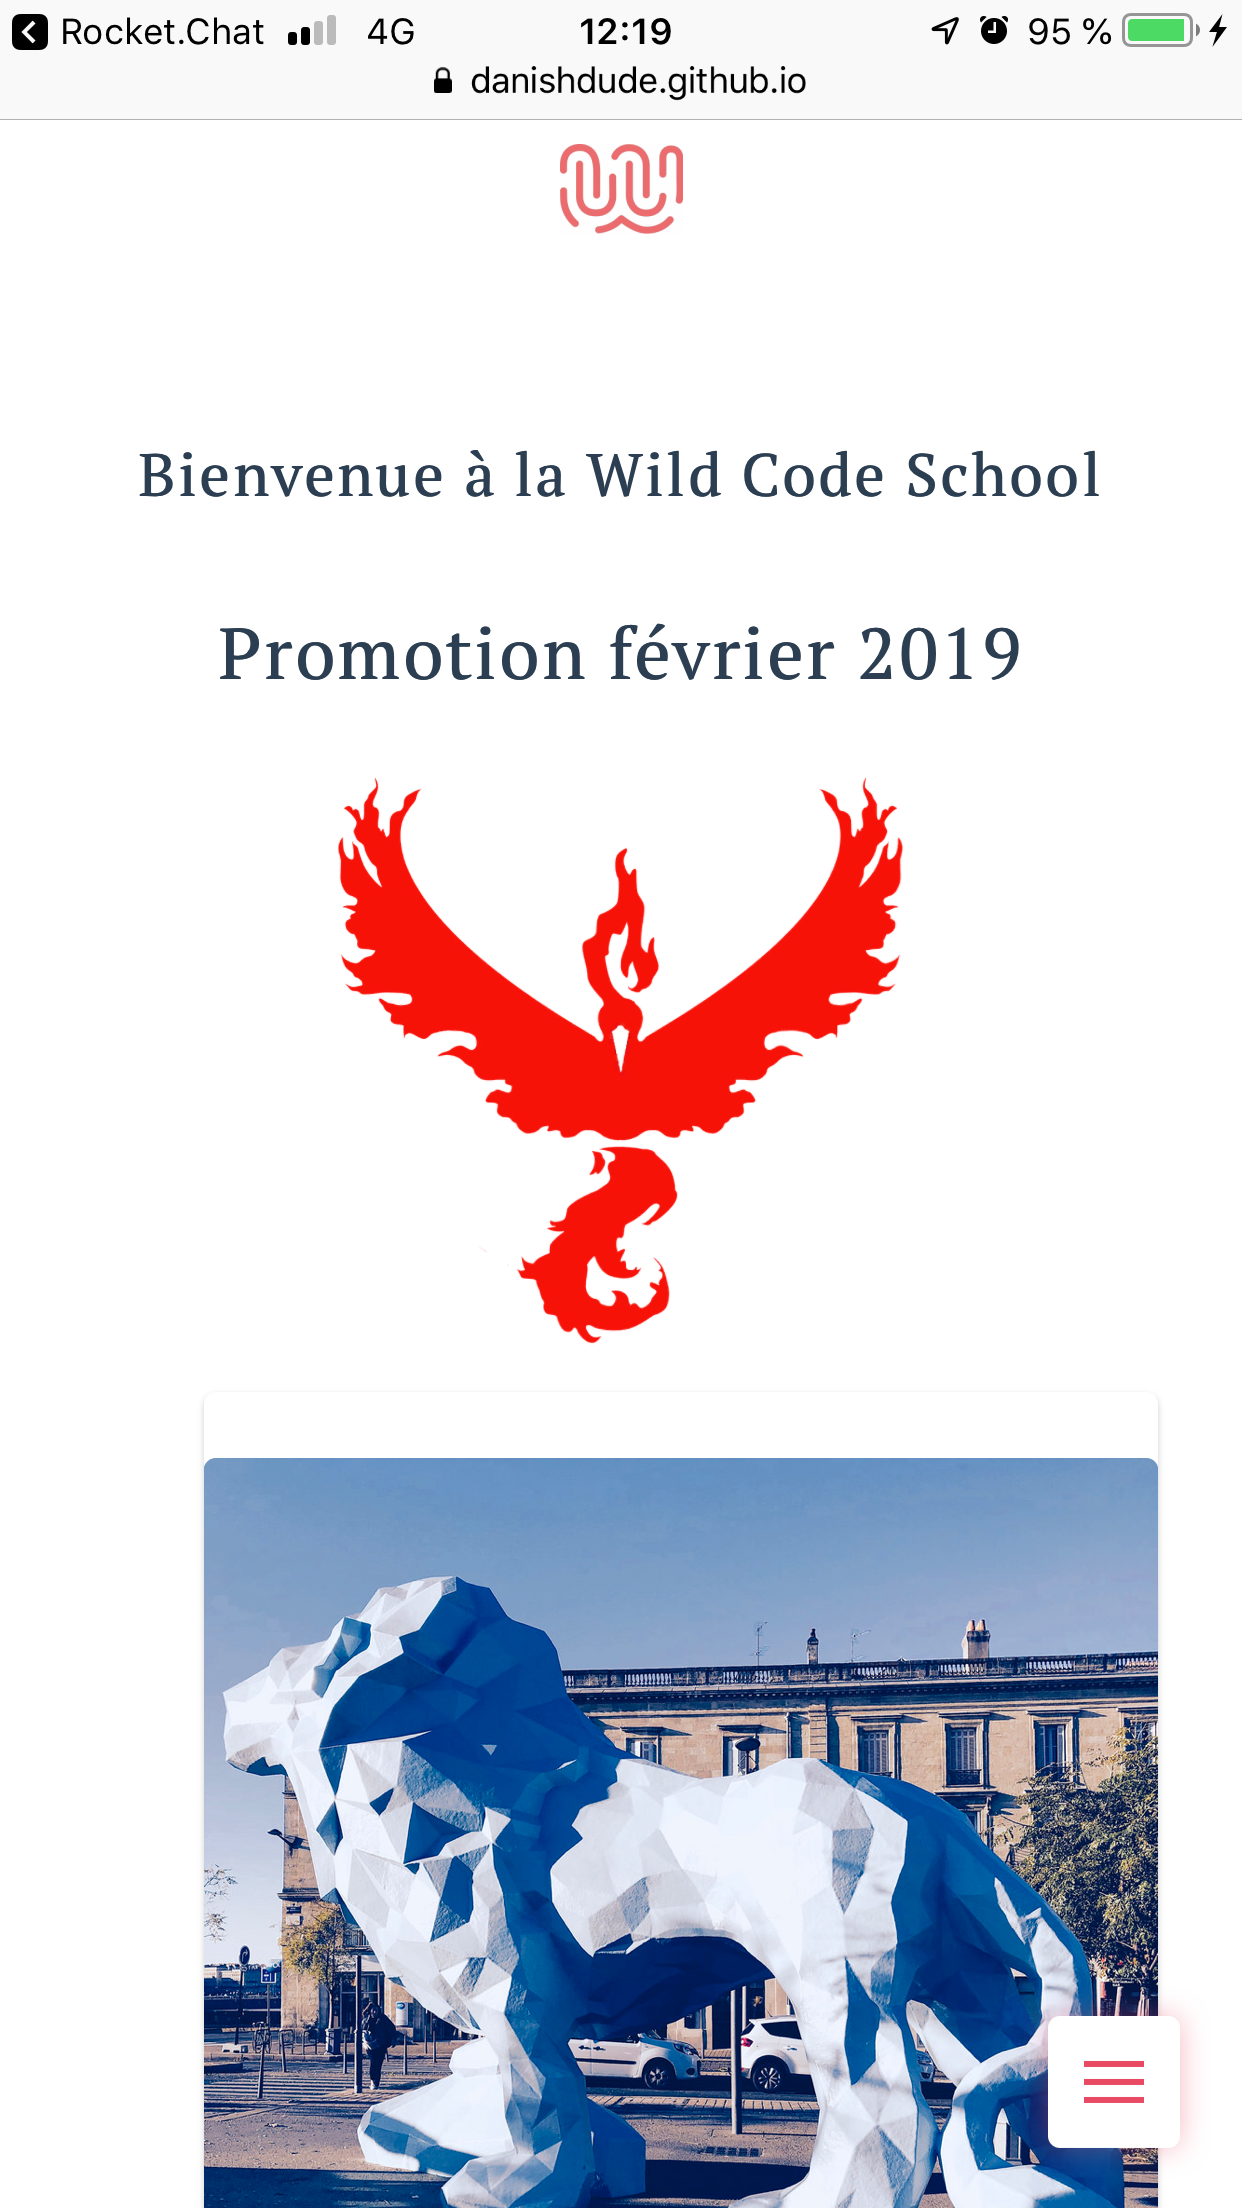 Rocket.Chat 4G 12:19 95 %
danishdude.github.io
Bienvenue à la Wild Code School
Promotion février 2019